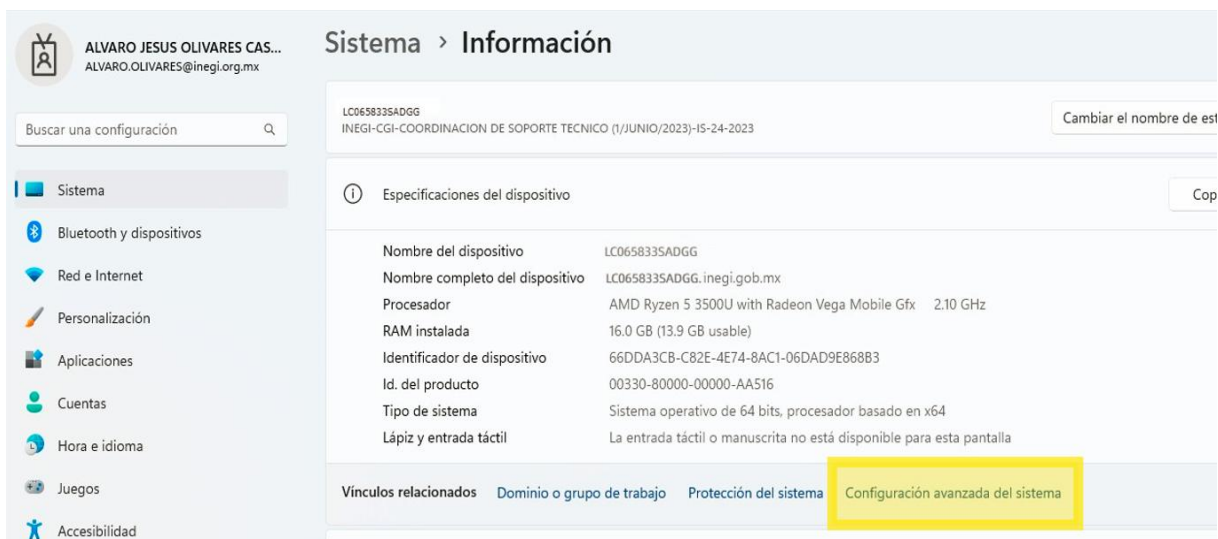 ALVARO JESUS OLIVARES CAS...
ALVARO.OLIVARES@inegi.org.mx
Buscar una configuración
Sistema
Bluetooth y dispositivos
Red e Internet
Personalización
Aplicaciones
Cuentas
Hora e idioma
Juegos
Accesibilidad
Sistema > Información
LC065833SADGG
INEGI-CGI-COORDINACION DE SOPORTE TECNICO (1/JUNIO/2023)-IS-24-2023
Cambiar el nombre de est
Especificaciones del dispositivo
Cop
Nombre del dispositivo LC065833SADGG
Nombre completo del dispositivo LC065833SADGG.inegi.gob.mx
Procesador AMD Ryzen 5 3500U with Radeon Vega Mobile Gfx 2.10 GHz
RAM instalada 16.0 GB (13.9 GB usable)
Identificador de dispositivo 66DDA3CB-C82E-4E74-8AC1-06DAD9E868B3
Id. del producto 00330-80000-00000-AA516
Tipo de sistema Sistema operativo de 64 bits, procesador basado en x64
Lápiz y entrada táctil La entrada táctil o manuscrita no está disponible para esta pantalla
Vínculos relacionados Dominio o grupo de trabajo Protección del sistema Configuración avanzada del sistema